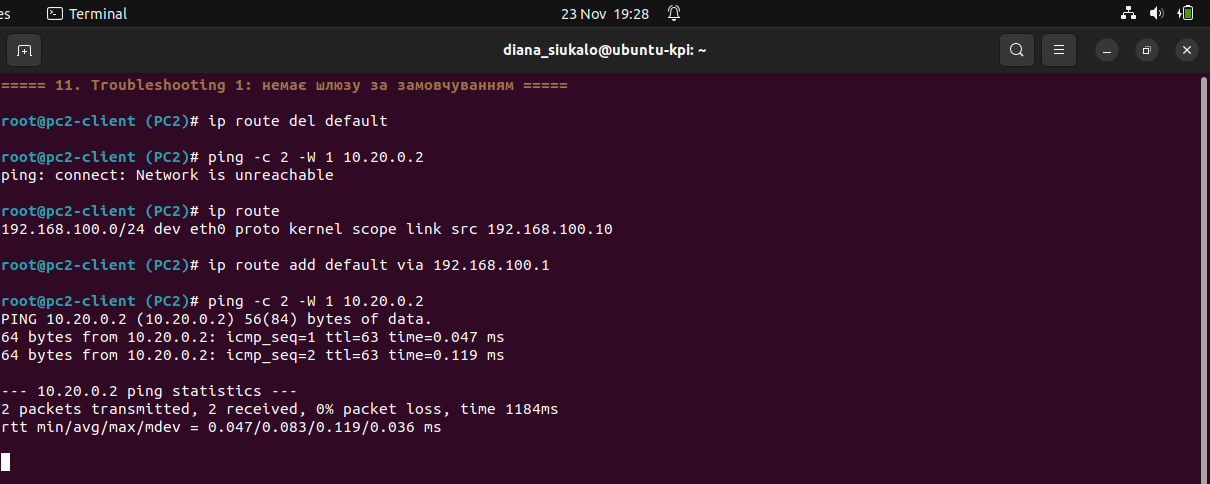 es Terminal 23 Nov 19:28
diana_siukalo@ubuntu-kpi: ~
===== 11. Troubleshooting 1: немає шлюзу за замовчуванням =====
root@pc2-client (PC2)# ip route del default
root@pc2-client (PC2)# ping -c 2 -W 1 10.20.0.2
ping: connect: Network is unreachable
root@pc2-client (PC2)# ip route
192.168.100.0/24 dev eth0 proto kernel scope link src 192.168.100.10
root@pc2-client (PC2)# ip route add default via 192.168.100.1
root@pc2-client (PC2)# ping -c 2 -W 1 10.20.0.2
PING 10.20.0.2 (10.20.0.2) 56(84) bytes of data.
64 bytes from 10.20.0.2: icmp_seq=1 ttl=63 time=0.047 ms
64 bytes from 10.20.0.2: icmp_seq=2 ttl=63 time=0.119 ms
--- 10.20.0.2 ping statistics ---
2 packets transmitted, 2 received, 0% packet loss, time 1184ms
rtt min/avg/max/mdev = 0.047/0.083/0.119/0.036 ms